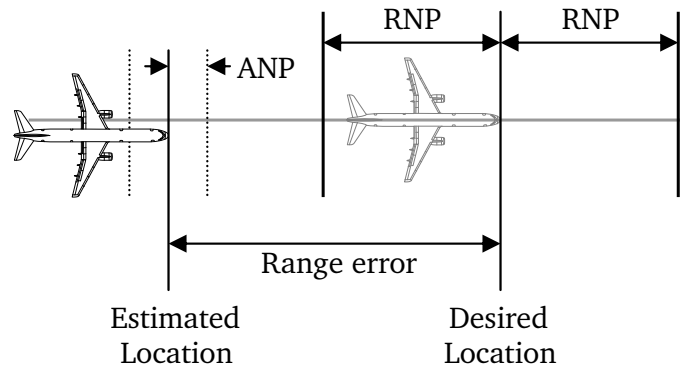 RNP
RNP
ANP
Range error
Estimated
Location
Desired
Location